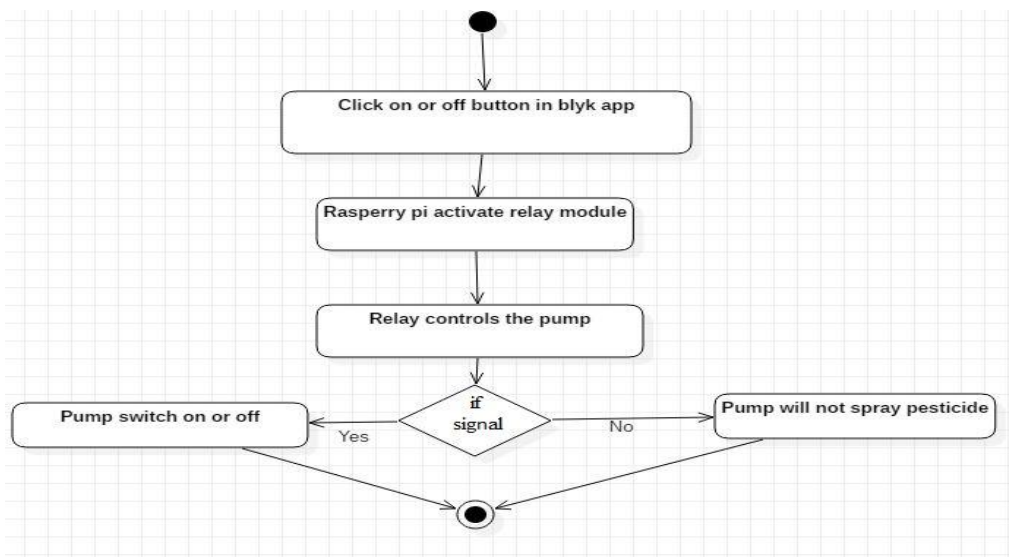 Click on or off button in blyk app
Rasperry pi activate relay module
Relay controls the pump
if
signal
Pump switch on or off
Yes
No
Pump will not spray pesticide